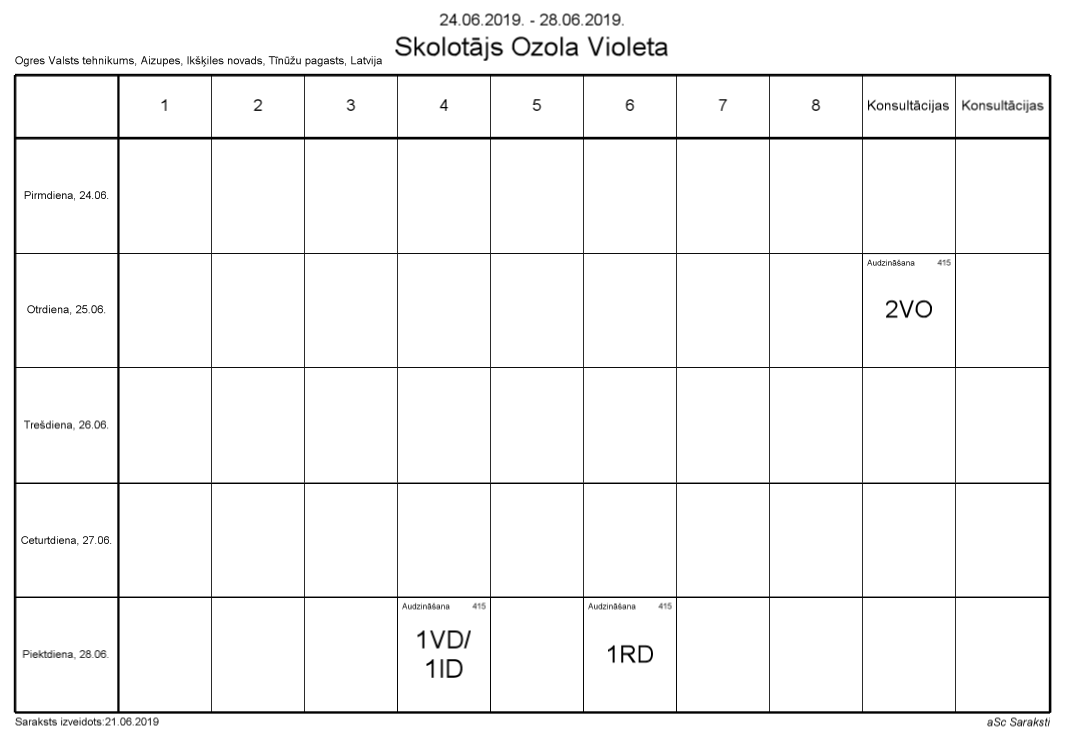 24.06.2019. - 28.06.2019.
Skolotājs Ozola Violeta
Ogres Valsts tehnikums, Aizupes, Ikšķiles novads, Tīnūžu pagasts, Latvija
1 2 3 4 5 6 7 8 Konsultācijas Konsultācijas
Pirmdiena, 24.06.
Audzināšana 415
Otrdiena, 25.06.
2VO
Trešdiena, 26.06.
Ceturtdiena, 27.06.
Audzināšana 415 Audzināšana 415
Piektdiena, 28.06.
1VD/
1ID
1RD
Saraksts izveidots:21.06.2019
aSc Saraksti